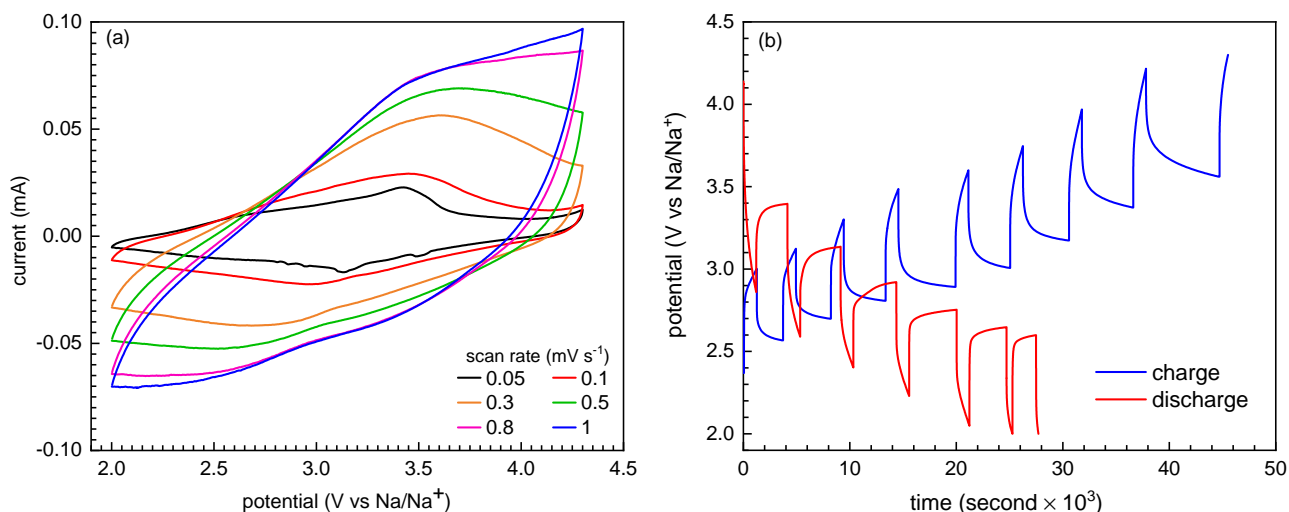 (a)
0.10
0.05
0.00
-0.05
-0.10
current (mA)
2.0 2.5 3.0 3.5 4.0 4.5
potential (V vs Na/Na⁺)
scan rate (mV s⁻¹)
0.05 0.1
0.3 0.5
0.8 1
(b)
4.5
4.0
3.5
3.0
2.5
2.0
potential (V vs Na/Na⁺)
charge
discharge
0 10 20 30 40 50
time (second × 10³)